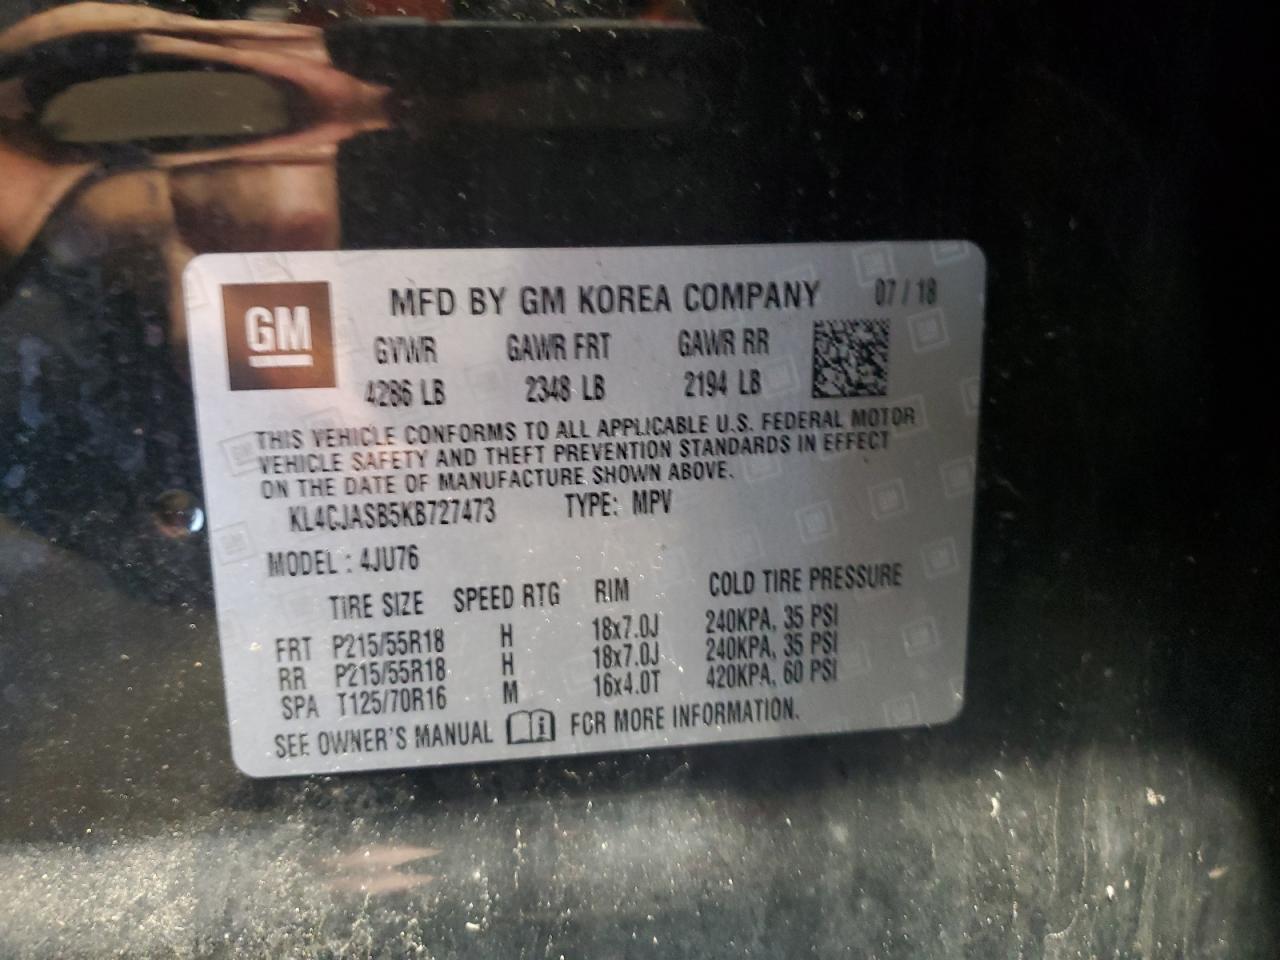 GM
MFD BY GM KOREA COMPANY 07 / 18
GVWR GAWR FRT GAWR RR
4286 LB 2348 LB 2194 LB
THIS VEHICLE CONFORMS TO ALL APPLICABLE U.S. FEDERAL MOTOR
VEHICLE SAFETY AND THEFT PREVENTION STANDARDS IN EFFECT
ON THE DATE OF MANUFACTURE SHOWN ABOVE.
KL4CJASB5KB727473 TYPE: MPV
MODEL : 4JU76
TIRE SIZE SPEED RTG RIM COLD TIRE PRESSURE
FRT P215/55R18 H 18x7.0J 240KPA, 35 PSI
RR P215/55R18 H 18x7.0J 240KPA, 35 PSI
SPA T125/70R16 M 16x4.0T 420KPA, 60 PSI
SEE OWNER'S MANUAL FOR MORE INFORMATION.